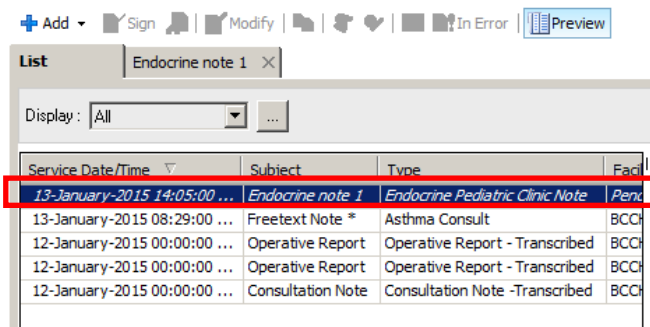 Add Sign Modify In Error Preview
List Endocrine note 1
Display : All ...
Service Date/Time Subject Type Facil
13-January-2015 14:05:00 ... Endocrine note 1 Endocrine Pediatric Clinic Note Pend
13-January-2015 08:29:00 ... Freetext Note * Asthma Consult BCCH
12-January-2015 00:00:00 ... Operative Report Operative Report - Transcribed BCCH
12-January-2015 00:00:00 ... Operative Report Operative Report - Transcribed BCCH
12-January-2015 00:00:00 ... Consultation Note Consultation Note -Transcribed BCCH